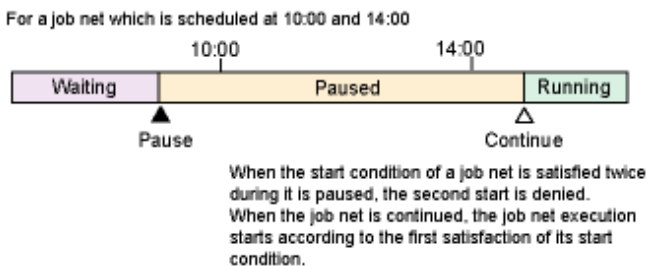 For a job net which is scheduled at 10:00 and 14:00
10:00 14:00
Waiting Paused Running
Pause Continue
When the start condition of a job net is satisfied twice
during it is paused, the second start is denied.
When the job net is continued, the job net execution
starts according to the first satisfaction of its start
condition.